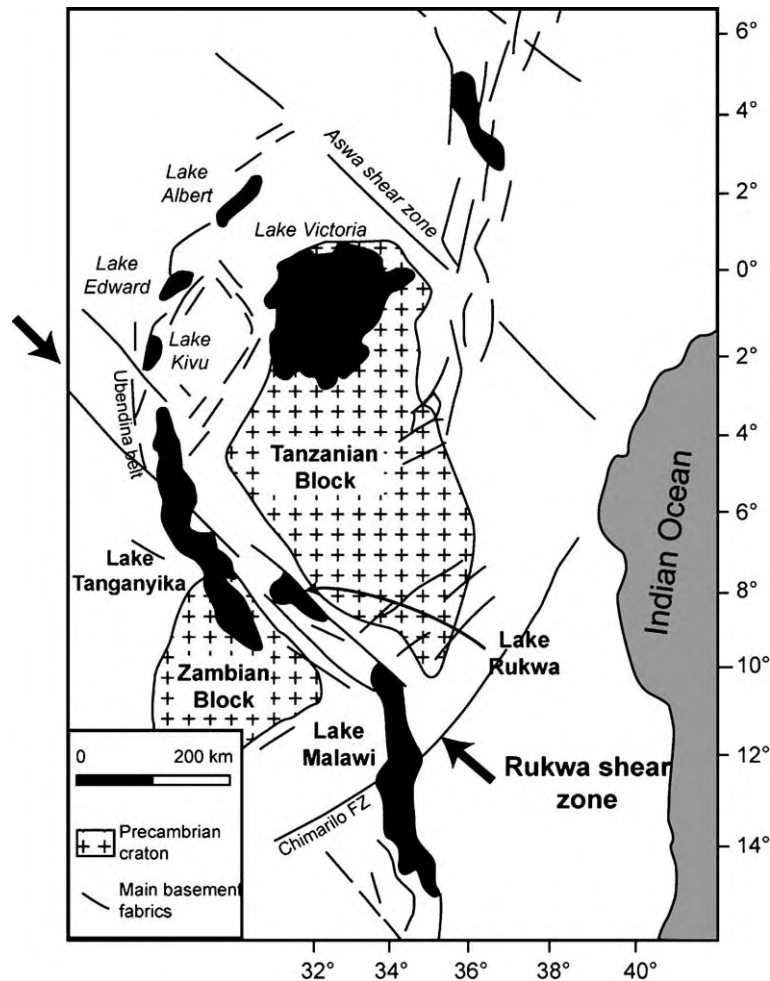 6°
4°
2°
0°
2°
4°
6°
8°
10°
12°
14°
Aswa shear zone
Lake
Albert
Lake Victoria
Lake
Edward
Lake
Kivu
Ubendina belt
Tanzanian
Block
Indian Ocean
Lake
Tanganyika
Lake
Rukwa
Zambian
Block
Lake
Malawi
Rukwa shear
zone
Chimarilo FZ
0 200 km
Precambrian
craton
Main basement
fabrics
32° 34° 36° 38° 40°